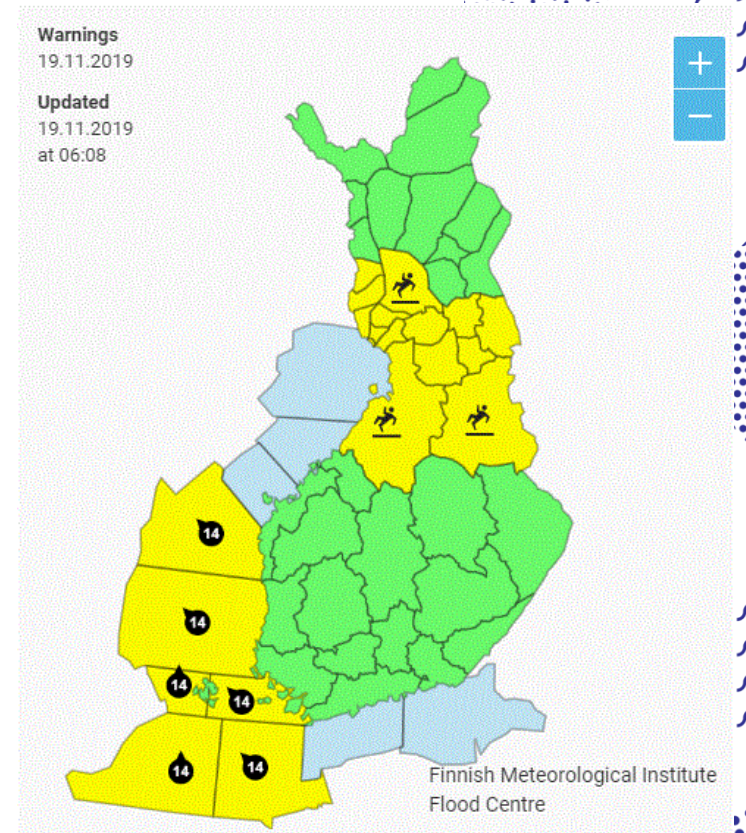 Warnings
19.11.2019
Updated
19.11.2019
at 06:08
+
−
14
14
14
14
14
14
Finnish Meteorological Institute
Flood Centre